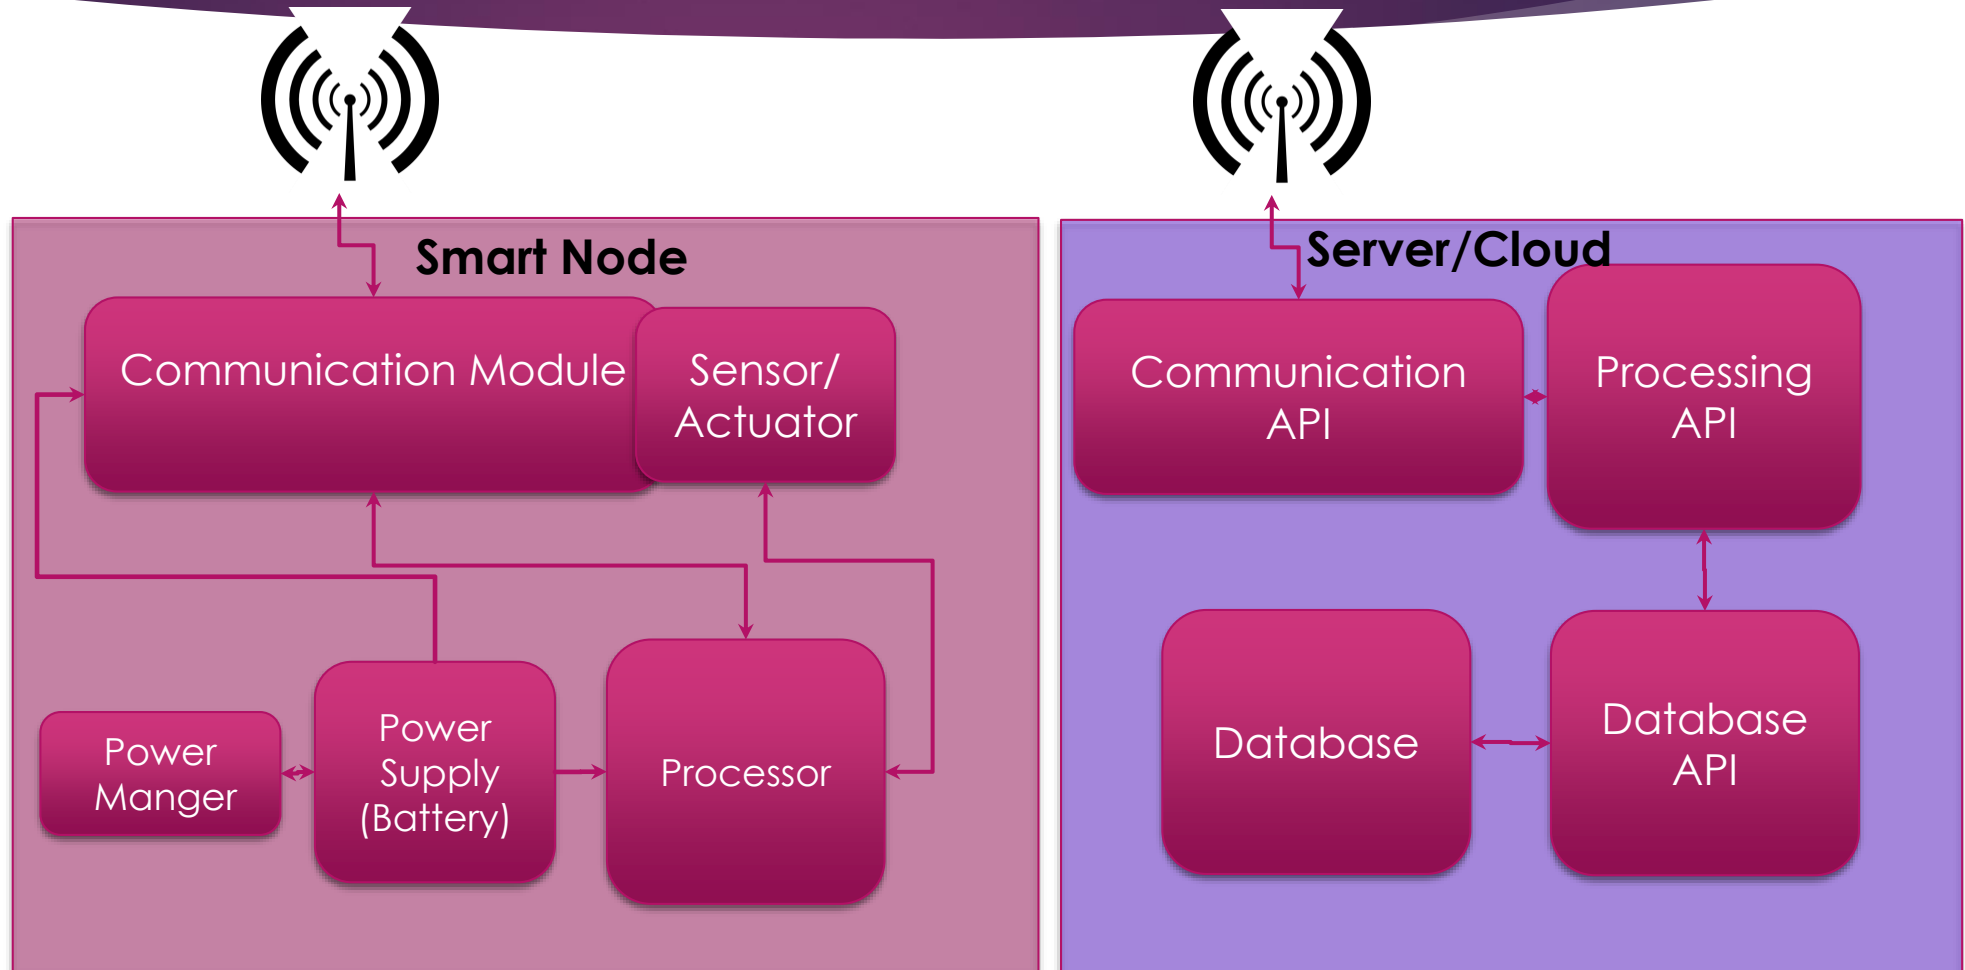 Smart Node
Communication Module
Sensor/
Actuator
Power
Manger
Power
Supply
(Battery)
Processor
Server/Cloud
Communication
API
Processing
API
Database
Database
API